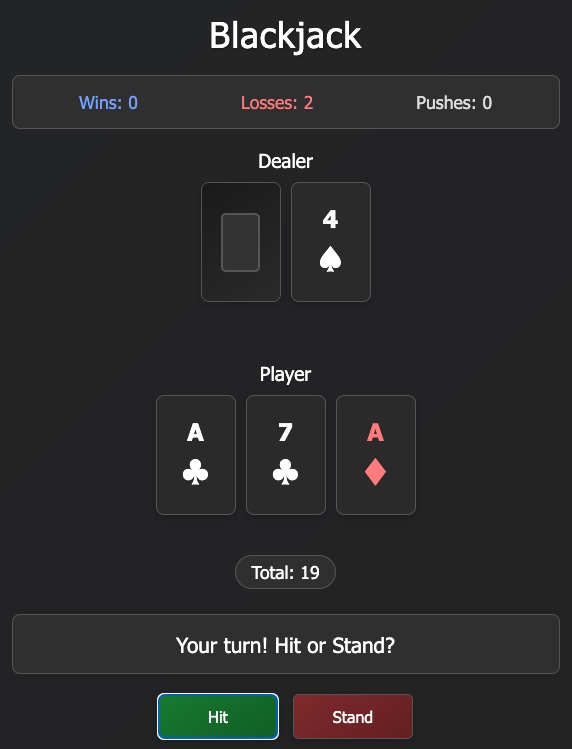 Blackjack
Wins: 0 Losses: 2 Pushes: 0
Dealer
4
♠
Player
A 7 A
♣ ♣ ♦
Total: 19
Your turn! Hit or Stand?
Hit Stand